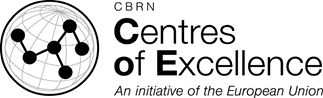 CBRN
Centres
of Excellence
An initiative of the European Union